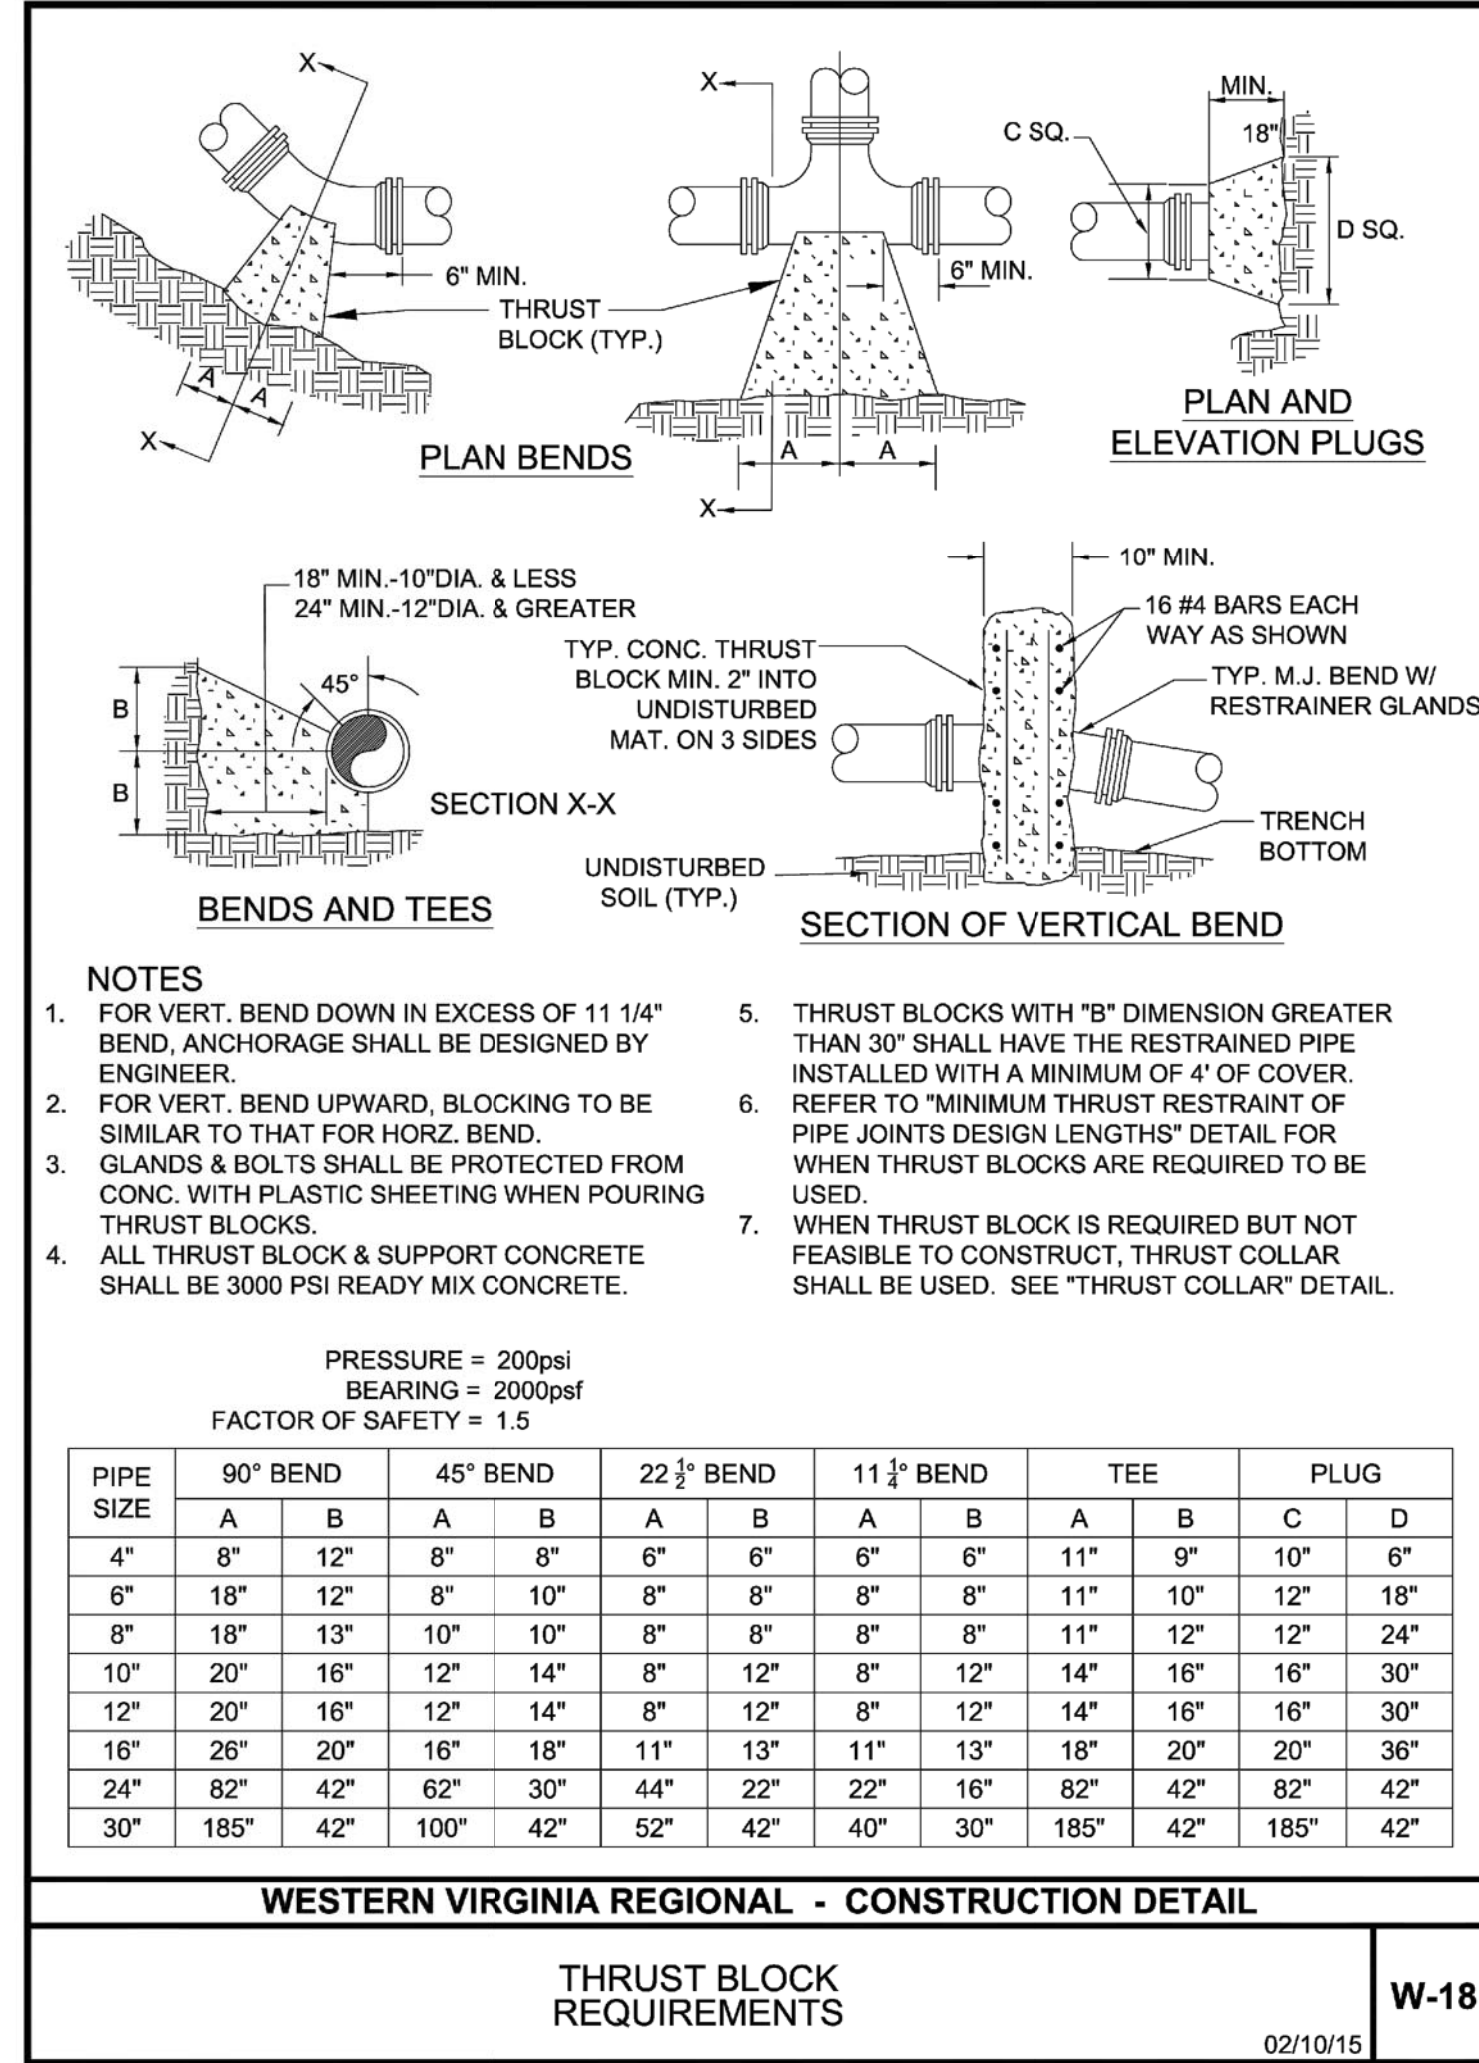 X
X
6" MIN.
THRUST
BLOCK (TYP.)
A
A
X
PLAN BENDS
6" MIN.
A
A
X
MIN.
18"
C SQ.
D SQ.
PLAN AND
ELEVATION PLUGS
18" MIN.-10"DIA. & LESS
24" MIN.-12"DIA. & GREATER
45°
B
B
SECTION X-X
BENDS AND TEES
10" MIN.
16 #4 BARS EACH
WAY AS SHOWN
TYP. CONC. THRUST
BLOCK MIN. 2" INTO
UNDISTURBED
MAT. ON 3 SIDES
TYP. M.J. BEND W/
RESTRAINER GLANDS
TRENCH
BOTTOM
UNDISTURBED
SOIL (TYP.)
SECTION OF VERTICAL BEND
NOTES
1. FOR VERT. BEND DOWN IN EXCESS OF 11 1/4"
BEND, ANCHORAGE SHALL BE DESIGNED BY
ENGINEER.
2. FOR VERT. BEND UPWARD, BLOCKING TO BE
SIMILAR TO THAT FOR HORZ. BEND.
3. GLANDS & BOLTS SHALL BE PROTECTED FROM
CONC. WITH PLASTIC SHEETING WHEN POURING
THRUST BLOCKS.
4. ALL THRUST BLOCK & SUPPORT CONCRETE
SHALL BE 3000 PSI READY MIX CONCRETE.
5. THRUST BLOCKS WITH "B" DIMENSION GREATER
THAN 30" SHALL HAVE THE RESTRAINED PIPE
INSTALLED WITH A MINIMUM OF 4' OF COVER.
6. REFER TO "MINIMUM THRUST RESTRAINT OF
PIPE JOINTS DESIGN LENGTHS" DETAIL FOR
WHEN THRUST BLOCKS ARE REQUIRED TO BE
USED.
7. WHEN THRUST BLOCK IS REQUIRED BUT NOT
FEASIBLE TO CONSTRUCT, THRUST COLLAR
SHALL BE USED. SEE "THRUST COLLAR" DETAIL.
PRESSURE = 200psi
BEARING = 2000psf
FACTOR OF SAFETY = 1.5
PIPE SIZE 90° BEND 45° BEND 22 1/2° BEND 11 1/4° BEND TEE PLUG
A B A B A B A B A B C D
4" 8" 12" 8" 8" 6" 6" 6" 6" 11" 9" 10" 6"
6" 18" 12" 8" 10" 8" 8" 8" 8" 11" 10" 12" 18"
8" 18" 13" 10" 10" 8" 8" 8" 8" 11" 12" 12" 24"
10" 20" 16" 12" 14" 8" 12" 8" 12" 14" 16" 16" 30"
12" 20" 16" 12" 14" 8" 12" 8" 12" 14" 16" 16" 30"
16" 26" 20" 16" 18" 11" 13" 11" 13" 18" 20" 20" 36"
24" 82" 42" 62" 30" 44" 22" 22" 16" 82" 42" 82" 42"
30" 185" 42" 100" 42" 52" 42" 40" 30" 185" 42" 185" 42"
WESTERN VIRGINIA REGIONAL - CONSTRUCTION DETAIL
THRUST BLOCK
REQUIREMENTS
W-18
02/10/15